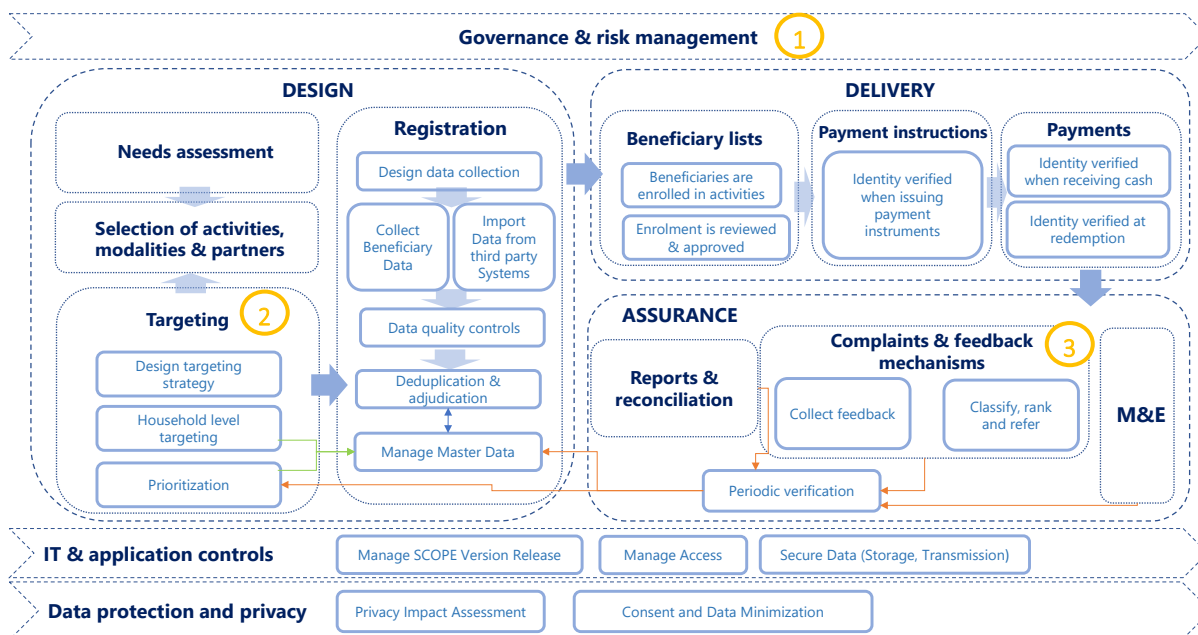 Governance & risk management
1
DESIGN
Needs assessment
Selection of activities,
modalities & partners
Targeting
2
Design targeting
strategy
Household level
targeting
Prioritization
Registration
Design data collection
Collect
Beneficiary
Data
Import
Data from
third party
Systems
Data quality controls
Deduplication &
adjudication
Manage Master Data
DELIVERY
Beneficiary lists
Beneficiaries are
enrolled in activities
Enrolment is reviewed
& approved
Payment instructions
Identity verified
when issuing
payment
instruments
Payments
Identity verified
when receiving cash
Identity verified at
redemption
ASSURANCE
Reports &
reconciliation
Complaints & feedback
mechanisms
3
Collect feedback
Classify, rank
and refer
M&E
Periodic verification
IT & application controls
Manage SCOPE Version Release
Manage Access
Secure Data (Storage, Transmission)
Data protection and privacy
Privacy Impact Assessment
Consent and Data Minimization